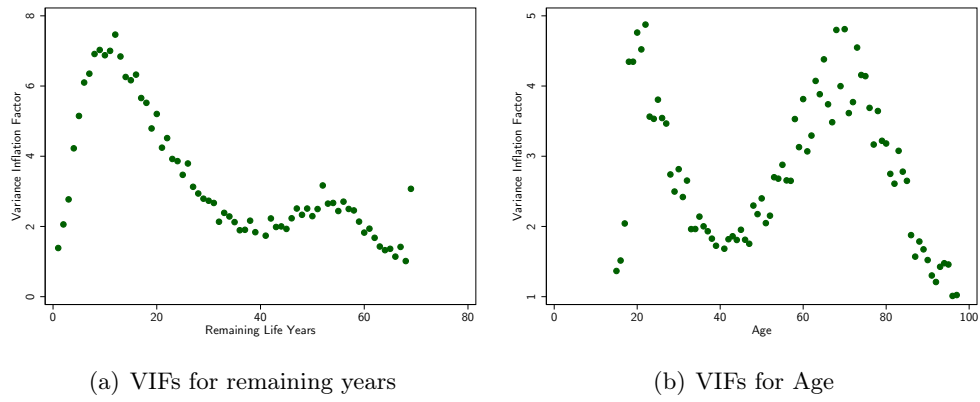 Variance Inflation Factor
8
6
4
2
0
0 20 40 60 80
Remaining Life Years
(a) VIFs for remaining years
Variance Inflation Factor
5
4
3
2
1
0 20 40 60 80 100
Age
(b) VIFs for Age